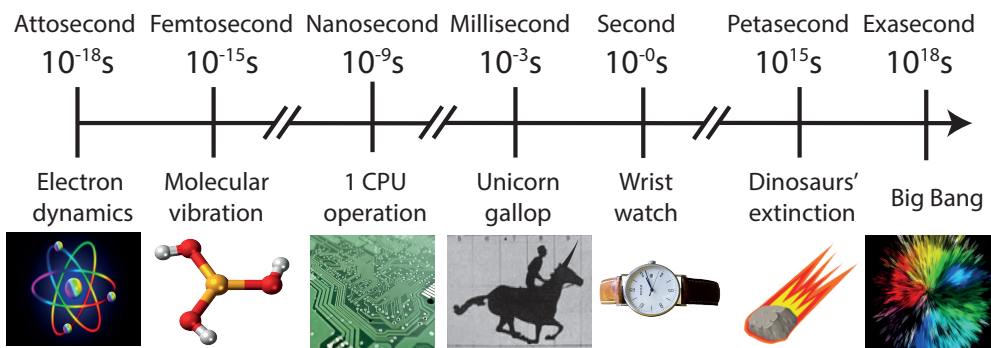 Attosecond Femtosecond Nanosecond Millisecond Second Petasecond Exasecond
10⁻¹⁸s 10⁻¹⁵s 10⁻⁹s 10⁻³s 10⁻⁰s 10¹⁵s 10¹⁸s
Electron
dynamics
Molecular
vibration
1 CPU
operation
Unicorn
gallop
Wrist
watch
Dinosaurs’
extinction
Big Bang